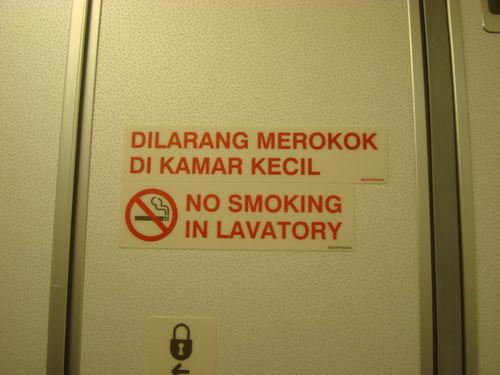 DILARANG MEROKOK
DI KAMAR KECIL
NO SMOKING
IN LAVATORY